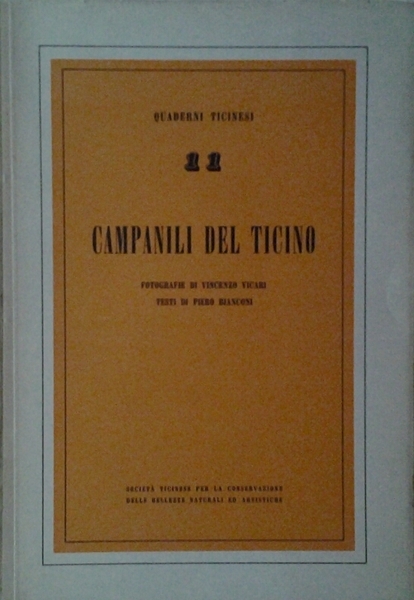 QUADERNI TICINESI
11
CAMPANILI DEL TICINO
FOTOGRAFIE DI VINCENZO VICARI
TESTI DI PIERO BIANCONI
SOCIETÀ TICINESE PER LA CONSERVAZIONE
DELLE BELLEZZE NATURALI ED ARTISTICHE